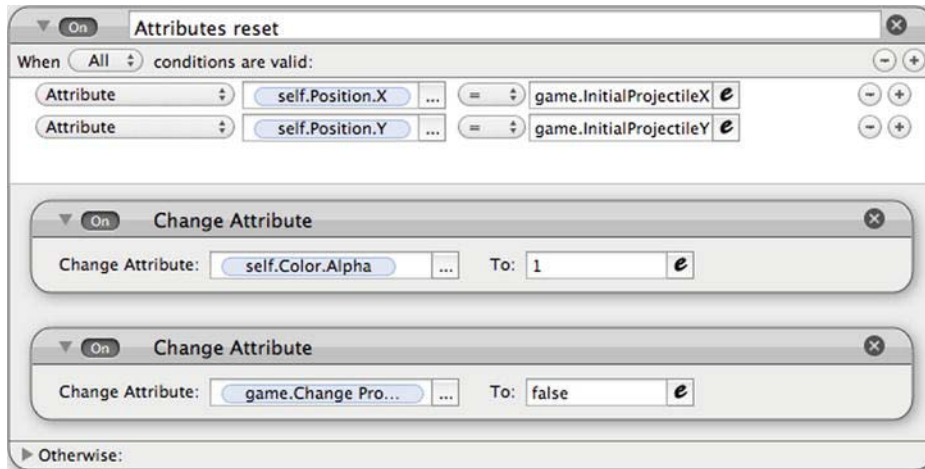 On Attributes reset
When All conditions are valid:
Attribute self.Position.X ... = game.InitialProjectileX e
Attribute self.Position.Y ... = game.InitialProjectileY e
On Change Attribute
Change Attribute: self.Color.Alpha ... To: 1 e
On Change Attribute
Change Attribute: game.Change Pro... ... To: false e
Otherwise: